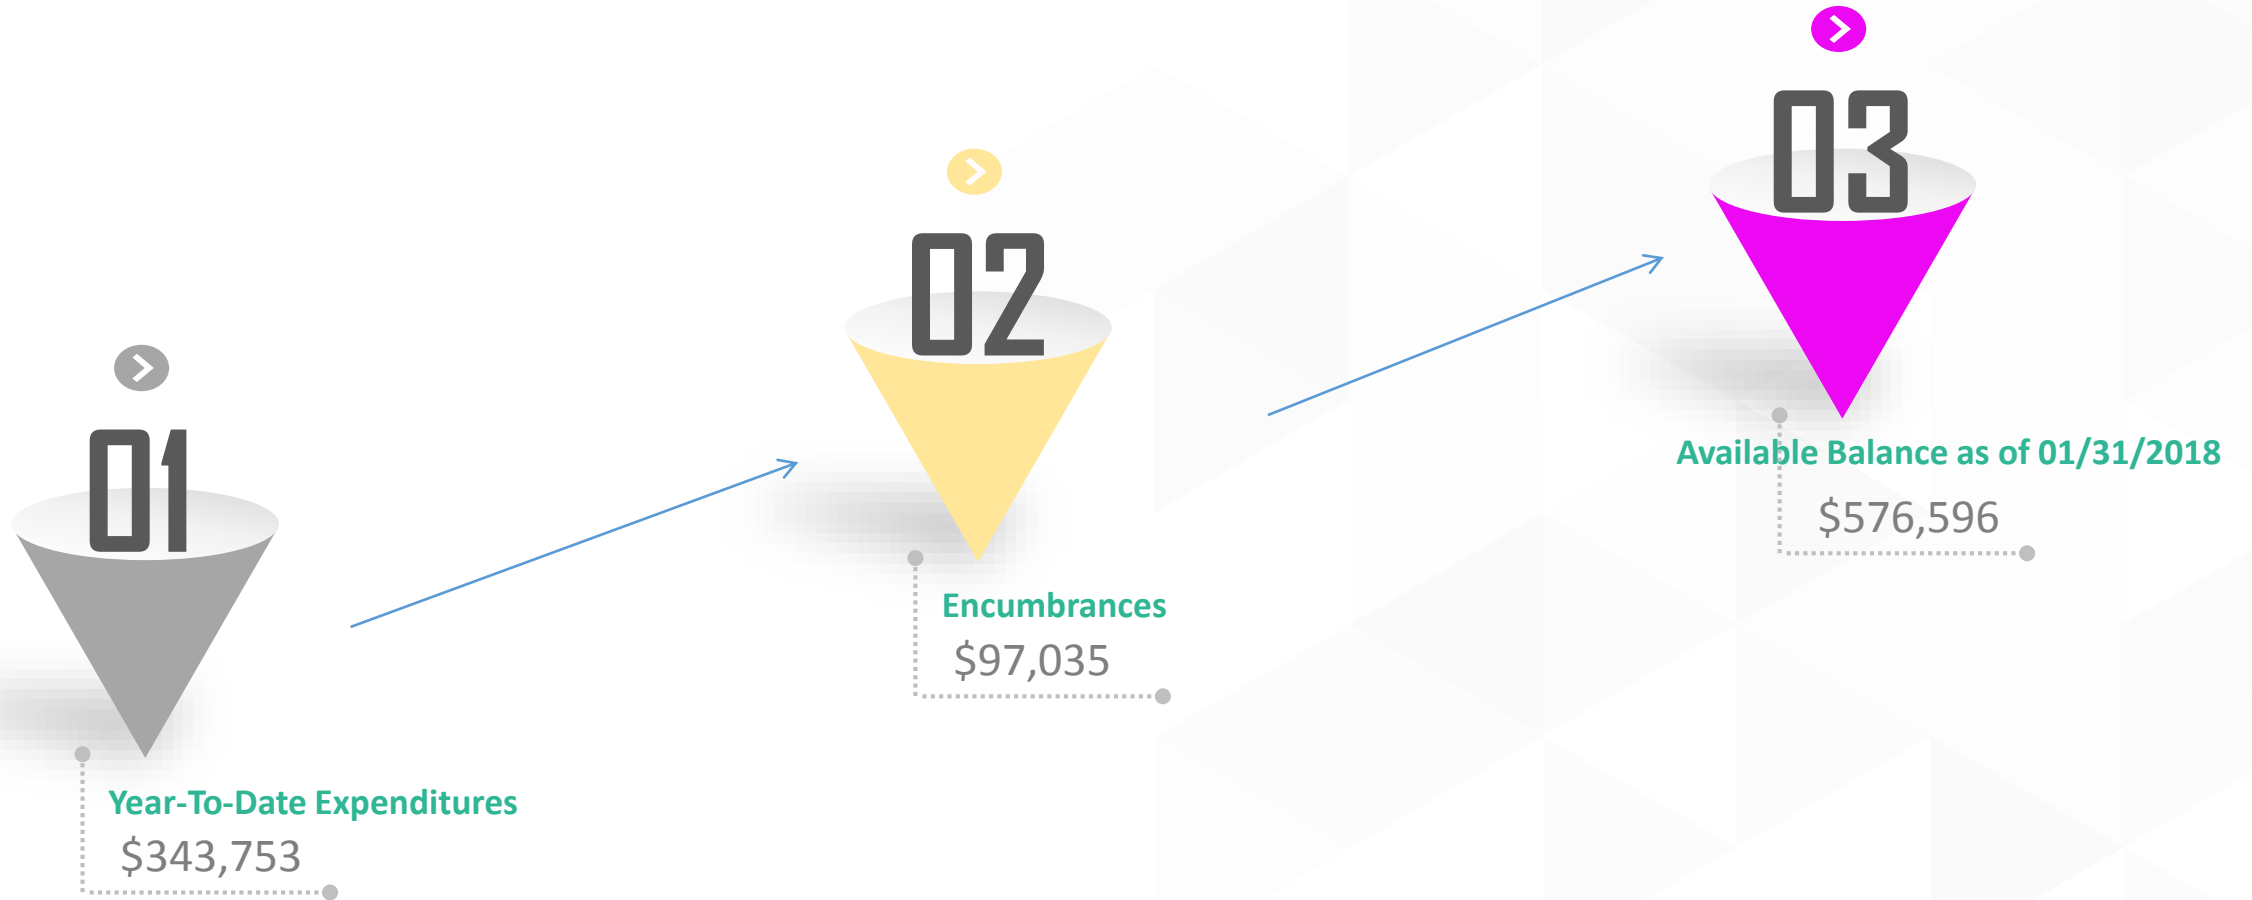 01
Year-To-Date Expenditures
$343,753
02
Encumbrances
$97,035
03
Available Balance as of 01/31/2018
$576,596